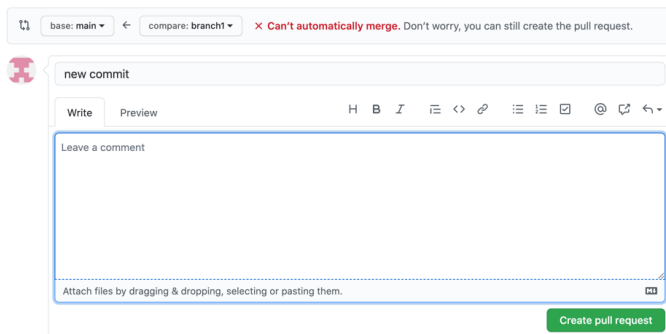 base: main compare: branch1 Can’t automatically merge. Don’t worry, you can still create the pull request.
new commit
Write Preview H B I @
Leave a comment
Attach files by dragging & dropping, selecting or pasting them.
Create pull request